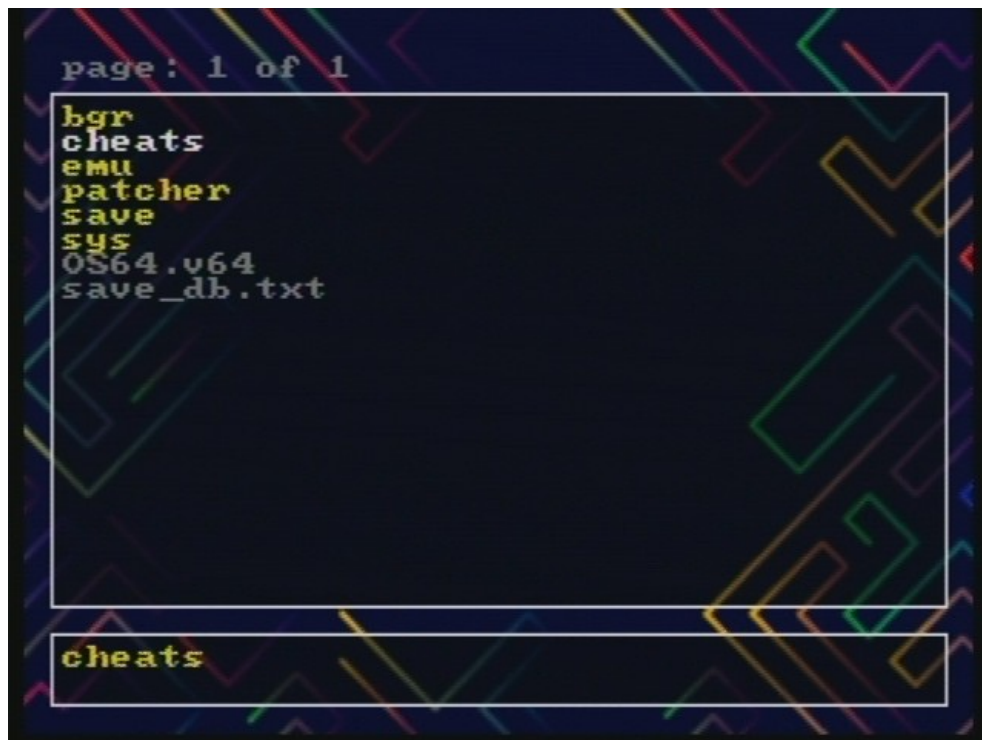 page: 1 of 1
bgr
cheats
emu
patcher
save
sys
OS64.v64
save_db.txt
cheats